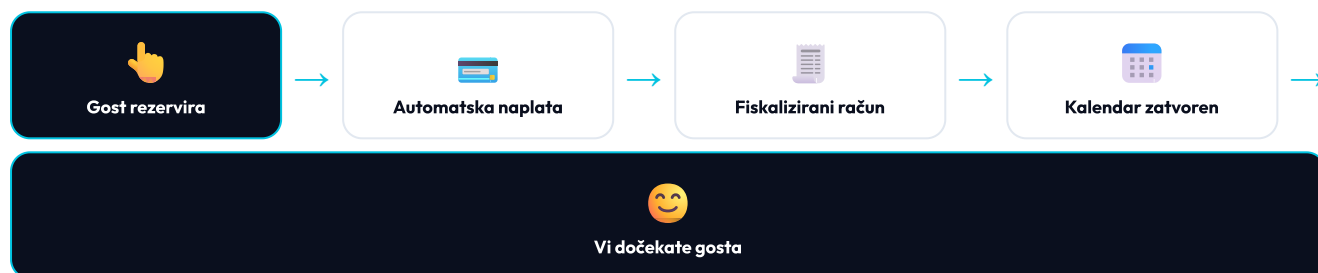 Gost rezervira
Automatska naplata
Fiskalizirani račun
Kalendar zatvoren
Vi dočekate gosta